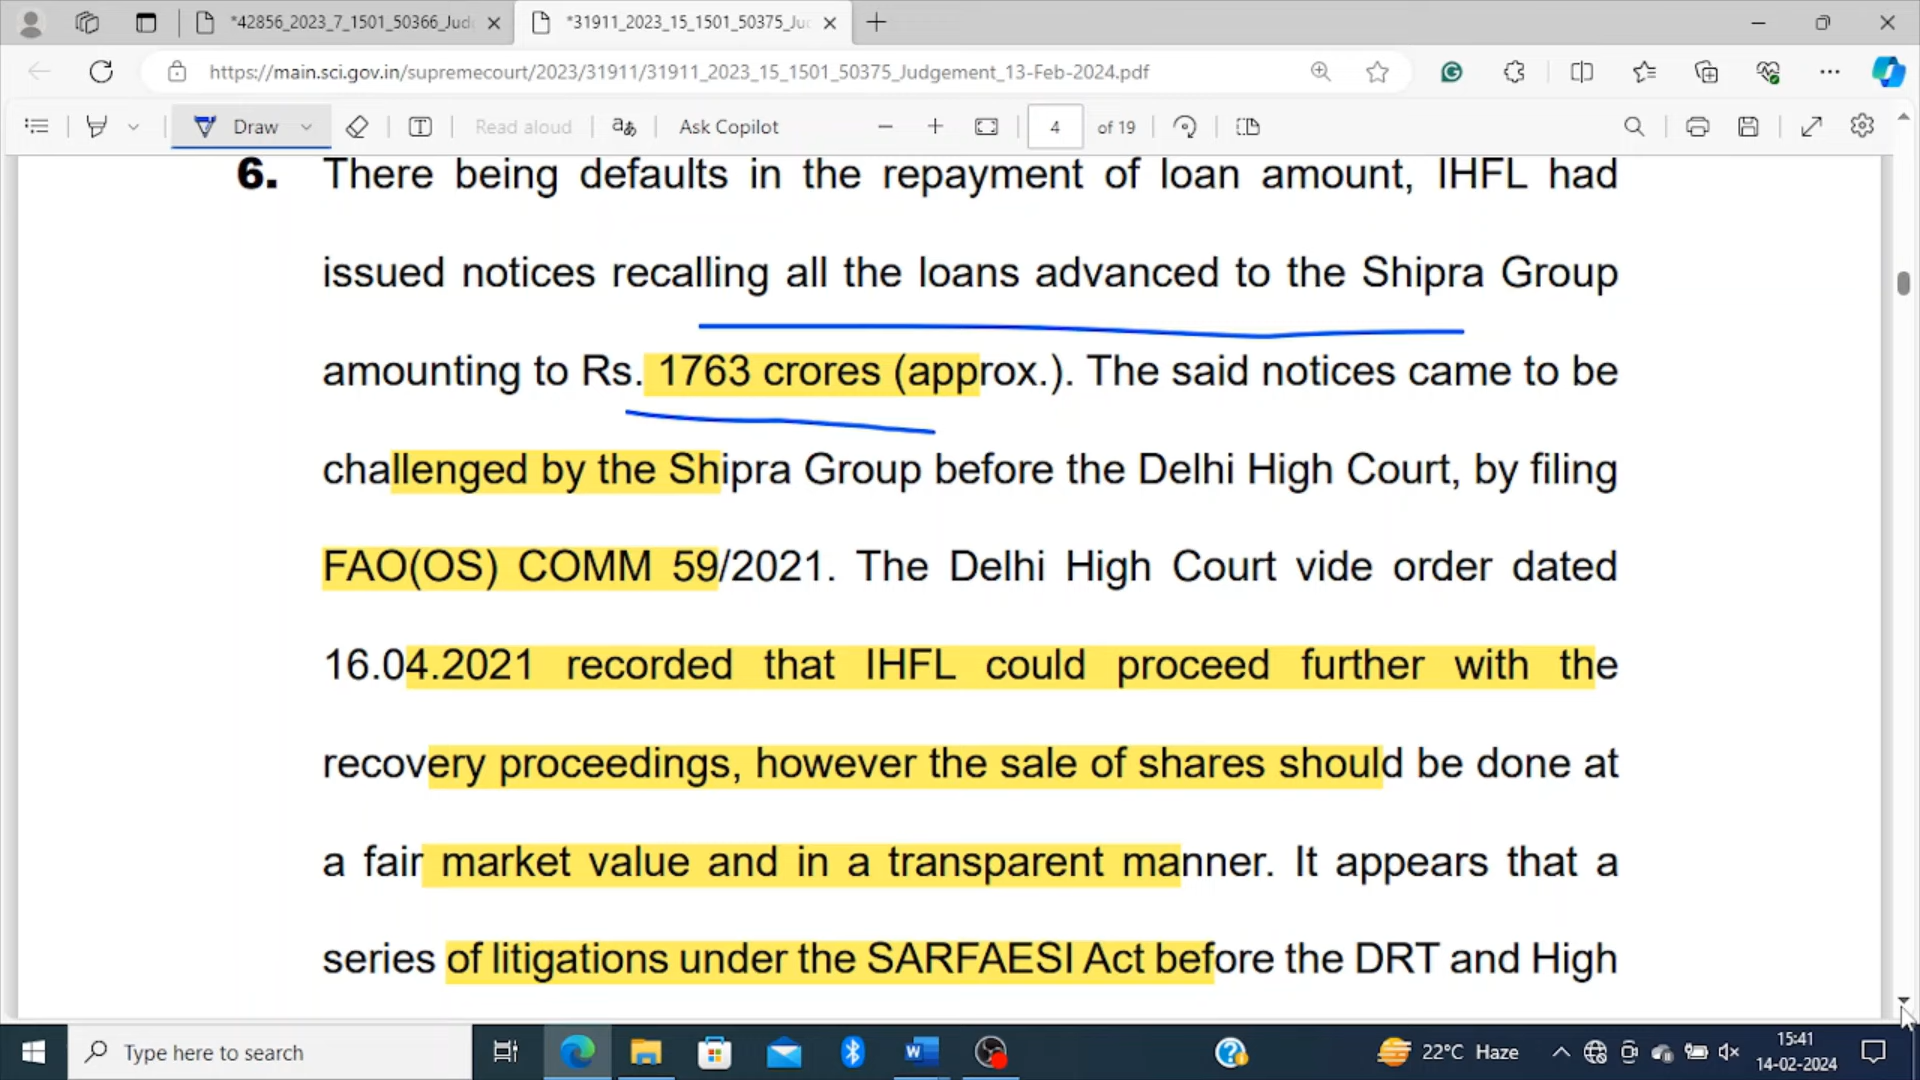 *42856_2023_7_1501_50366_Jud
*31911_2023_15_1501_50375_Ju
https://main.sci.gov.in/supremecourt/2023/31911/31911_2023_15_1501_50375_Judgement_13-Feb-2024.pdf
Draw
Read aloud
Ask Copilot
4 of 19
6. There being defaults in the repayment of loan amount, IHFL had
issued notices recalling all the loans advanced to the Shipra Group
amounting to Rs. 1763 crores (approx.). The said notices came to be
challenged by the Shipra Group before the Delhi High Court, by filing
FAO(OS) COMM 59/2021. The Delhi High Court vide order dated
16.04.2021 recorded that IHFL could proceed further with the
recovery proceedings, however the sale of shares should be done at
a fair market value and in a transparent manner. It appears that a
series of litigations under the SARFAESI Act before the DRT and High
Type here to search
22°C Haze
15:41
14-02-2024